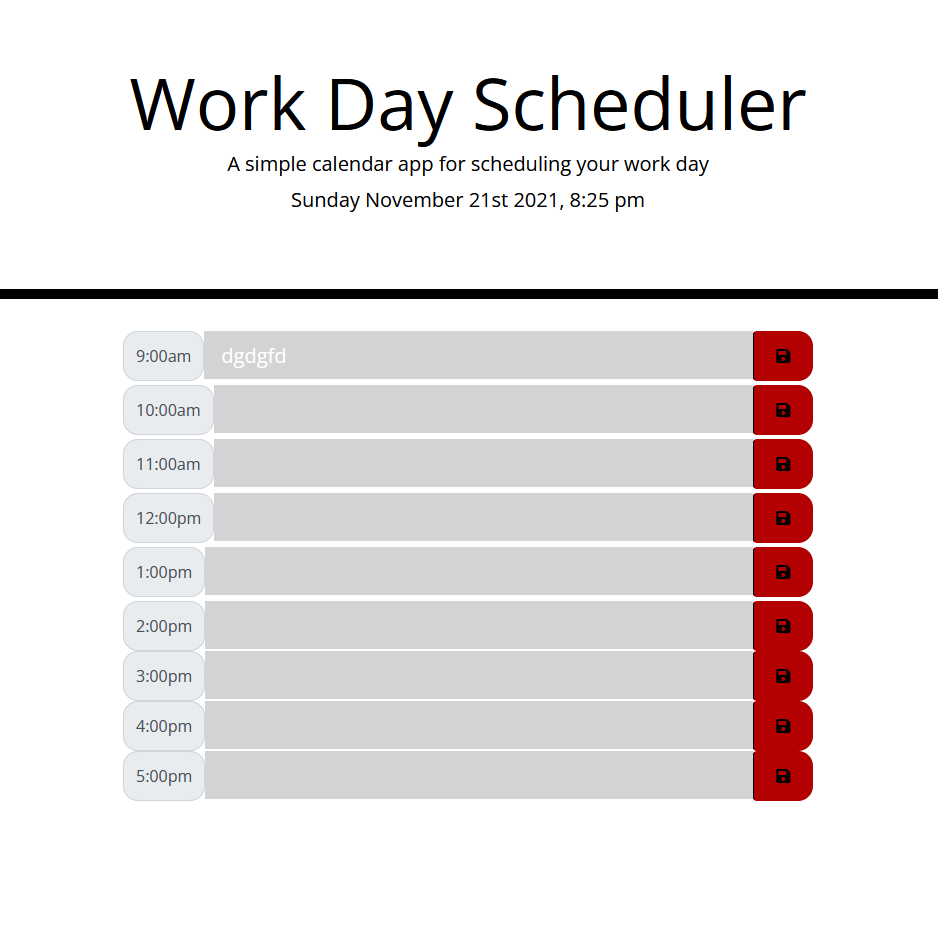 Work Day Scheduler
A simple calendar app for scheduling your work day
Sunday November 21st 2021, 8:25 pm
9:00am dgdgfd
10:00am
11:00am
12:00pm
1:00pm
2:00pm
3:00pm
4:00pm
5:00pm